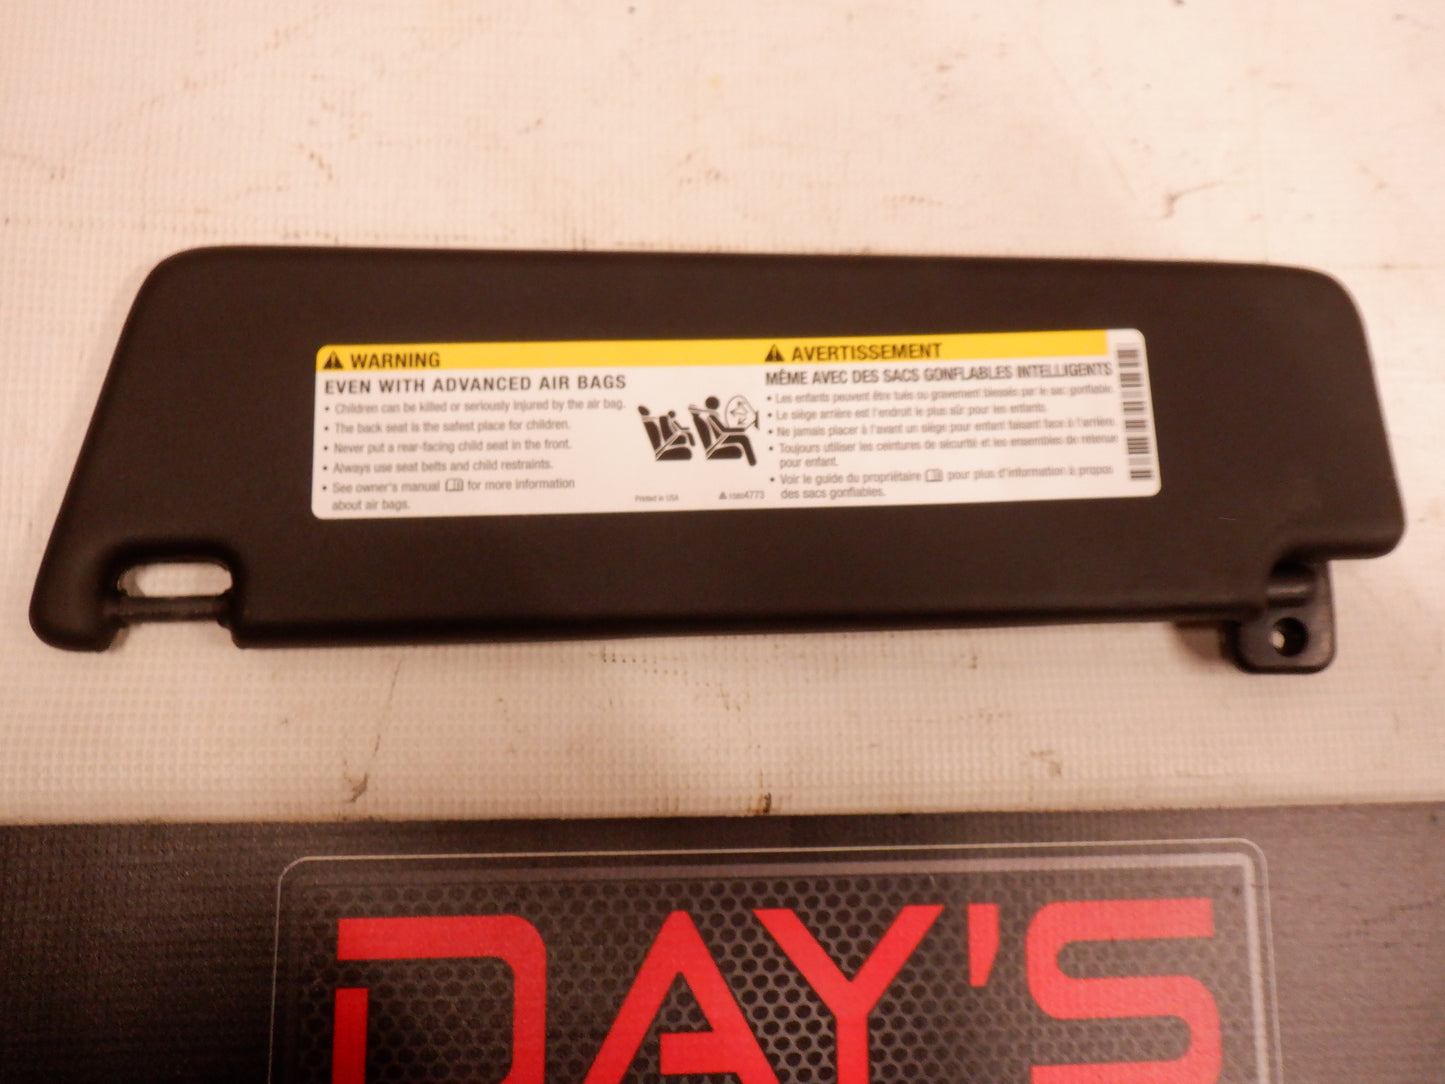 WARNING
EVEN WITH ADVANCED AIR BAGS
• Children can be killed or seriously injured by the air bag.
• The back seat is the safest place for children.
• Never put a rear-facing child seat in the front.
• Always use seat belts and child restraints.
• See owner's manual for more information
about air bags.
Printed in USA
AVERTISSEMENT
MÊME AVEC DES SACS GONFLABLES INTELLIGENTS
• Les enfants peuvent être tués ou gravement blessés par le sac gonflable.
• Le siège arrière est l'endroit le plus sûr pour les enfants.
• Ne jamais placer à l'avant un siège pour enfant faisant face à l'arrière.
• Toujours utiliser les ceintures de sécurité et les ensembles de retenue
pour enfant.
• Voir le guide du propriétaire pour plus d'information à propos
des sacs gonflables.
DAY'S